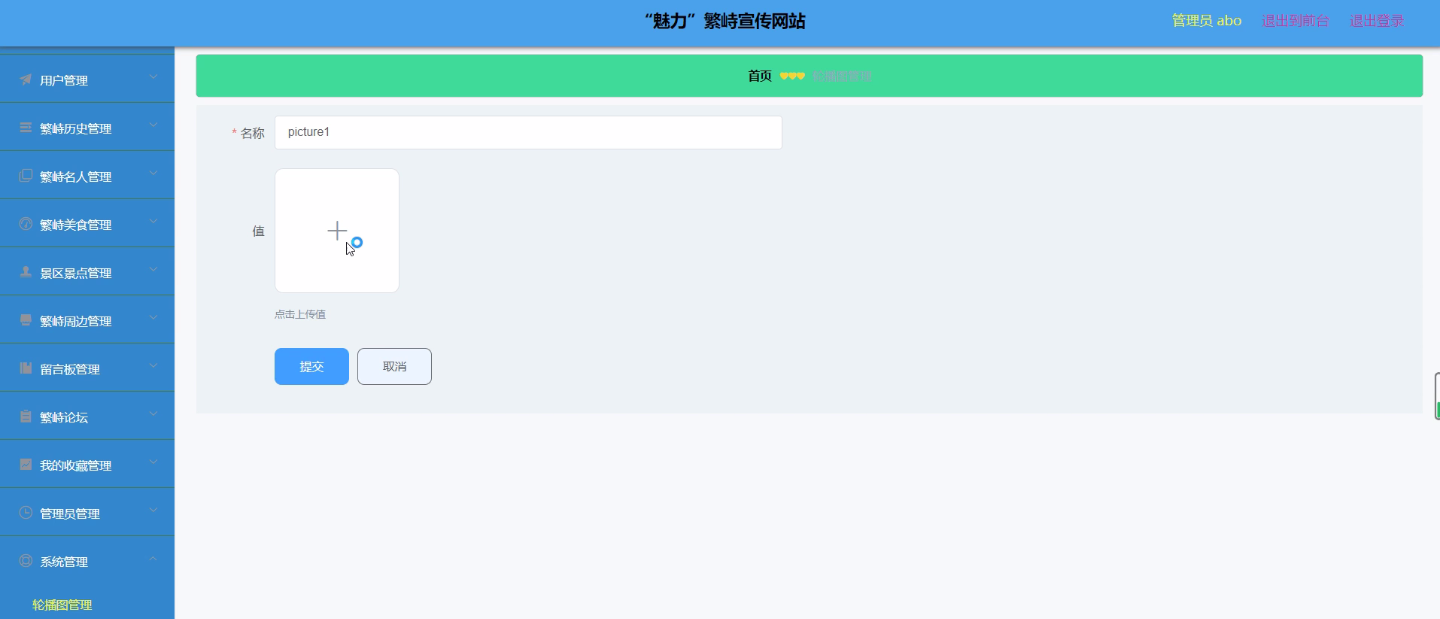 “魅力”繁峙宣传网站
管理员 abo
退出到前台
退出登录
用户管理
繁峙历史管理
繁峙名人管理
繁峙美食管理
景区景点管理
繁峙周边管理
留言板管理
繁峙论坛
我的收藏管理
管理员管理
系统管理
轮播图管理
首页
* 名称
picture1
值
点击上传值
提交
取消